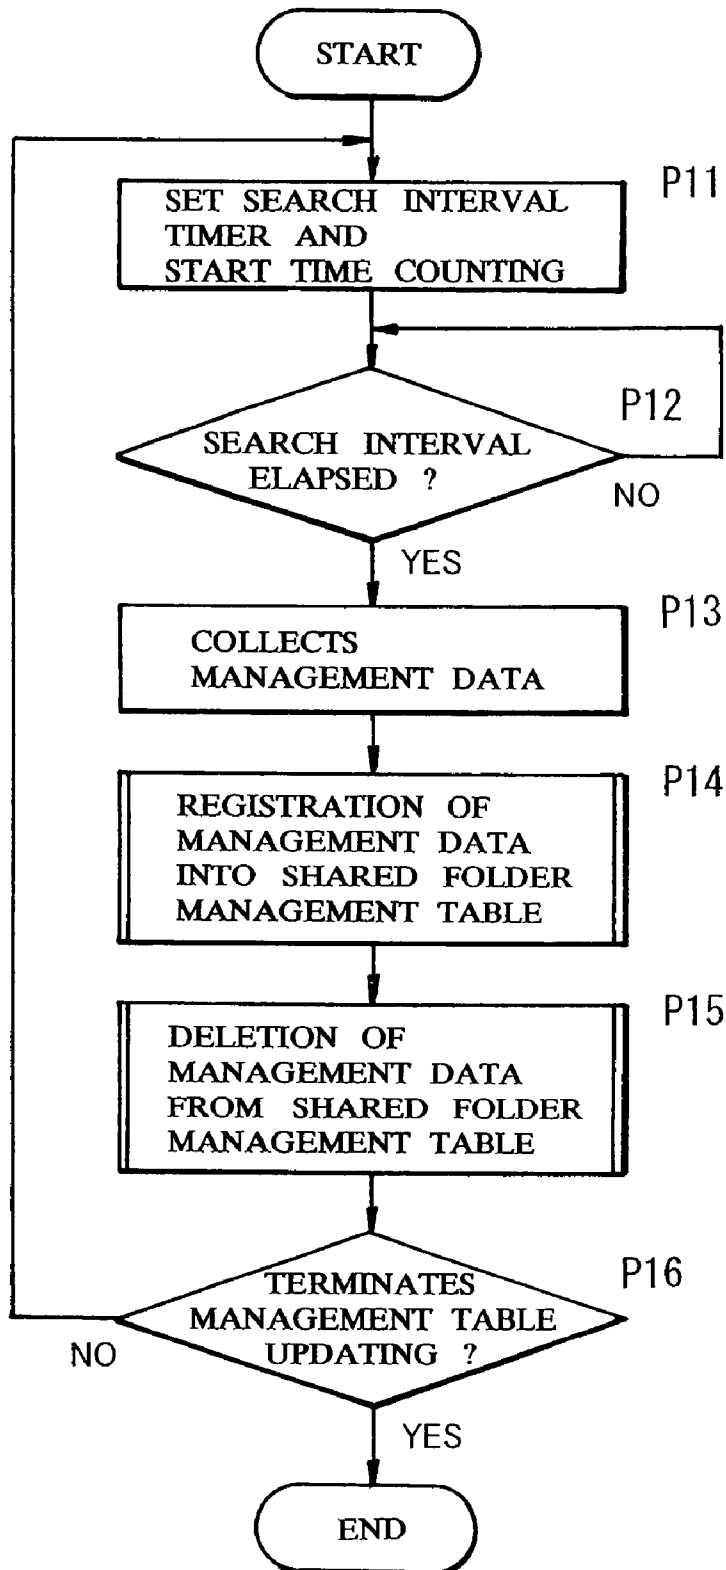 START
P11
SET SEARCH INTERVAL
TIMER AND
START TIME COUNTING
P12
SEARCH INTERVAL
ELAPSED ?
NO
YES
P13
COLLECTS
MANAGEMENT DATA
P14
REGISTRATION OF
MANAGEMENT DATA
INTO SHARED FOLDER
MANAGEMENT TABLE
P15
DELETION OF
MANAGEMENT DATA
FROM SHARED FOLDER
MANAGEMENT TABLE
P16
TERMINATES
MANAGEMENT TABLE
UPDATING ?
NO
YES
END